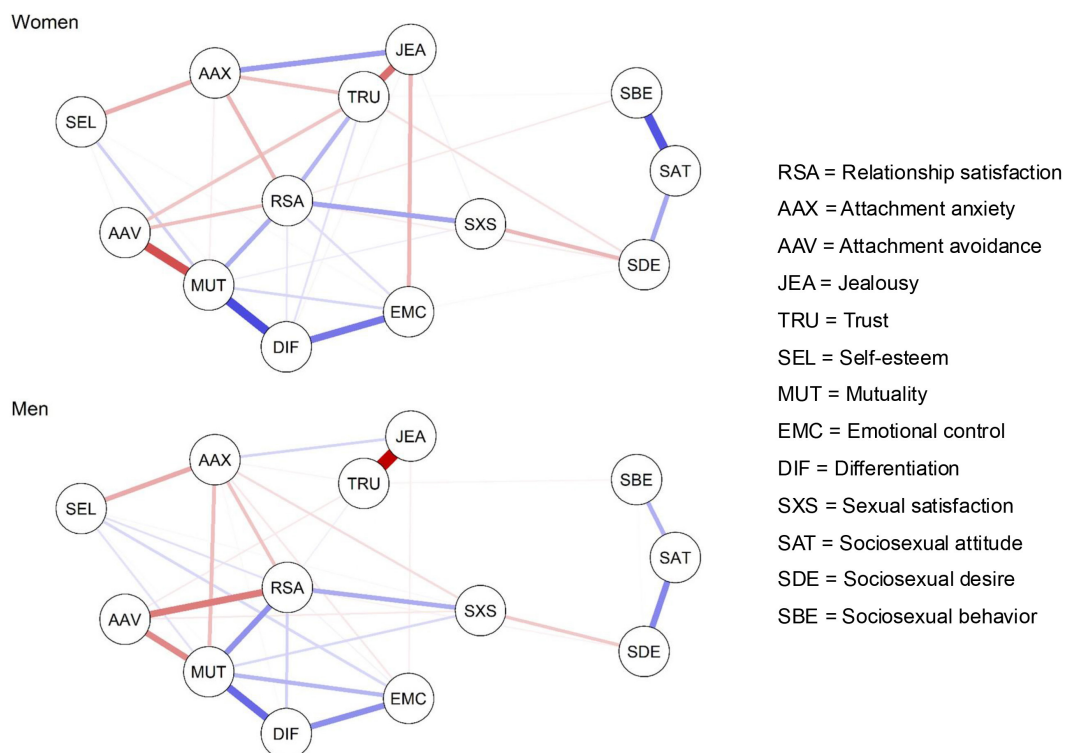 Women
JEA
AAX
TRU
SBE
SEL
SAT
RSA
SXS
AAV
SDE
MUT
EMC
DIF
Men
JEA
AAX
TRU
SBE
SEL
SAT
RSA
SXS
AAV
SDE
MUT
EMC
DIF
RSA = Relationship satisfaction
AAX = Attachment anxiety
AAV = Attachment avoidance
JEA = Jealousy
TRU = Trust
SEL = Self-esteem
MUT = Mutuality
EMC = Emotional control
DIF = Differentiation
SXS = Sexual satisfaction
SAT = Sociosexual attitude
SDE = Sociosexual desire
SBE = Sociosexual behavior